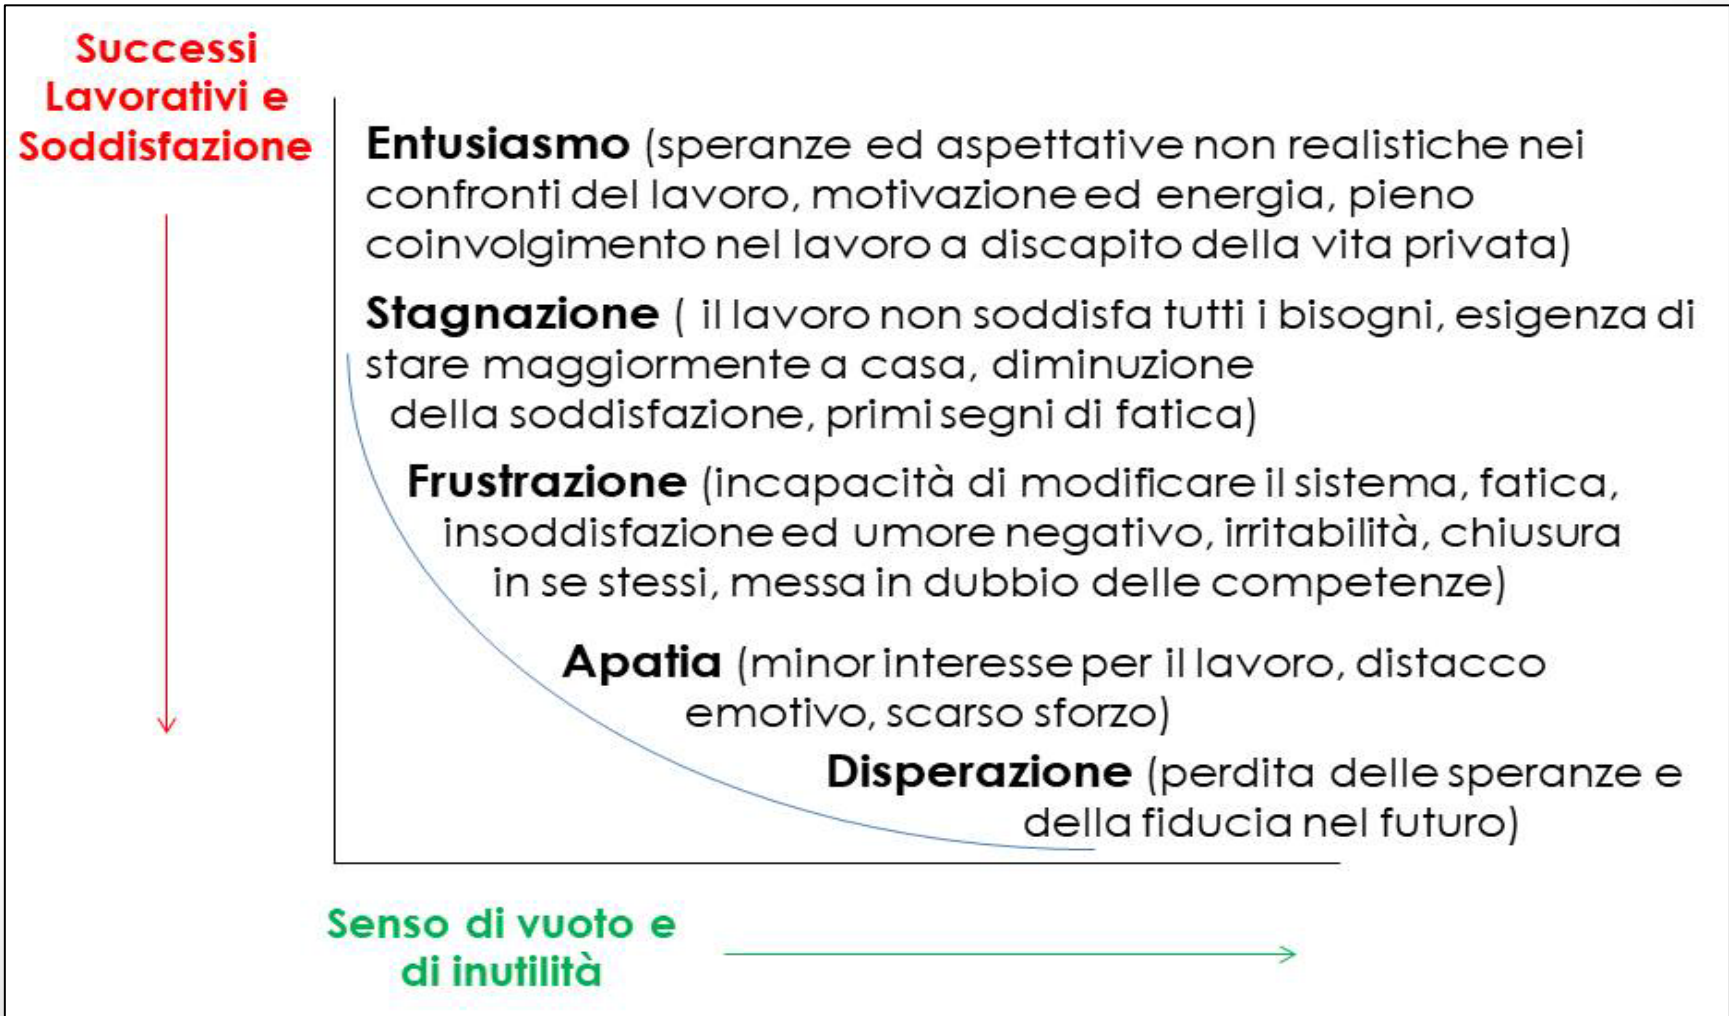 Successi
Lavorativi e
Soddisfazione
Entusiasmo (speranze ed aspettative non realistiche nei
confronti del lavoro, motivazione ed energia, pieno
coinvolgimento nel lavoro a discapito della vita privata)
Stagnazione ( il lavoro non soddisfa tutti i bisogni, esigenza di
stare maggiormente a casa, diminuzione
della soddisfazione, primi segni di fatica)
Frustrazione (incapacità di modificare il sistema, fatica,
insoddisfazione ed umore negativo, irritabilità, chiusura
in se stessi, messa in dubbio delle competenze)
Apatia (minor interesse per il lavoro, distacco
emotivo, scarso sforzo)
Disperazione (perdita delle speranze e
della fiducia nel futuro)
Senso di vuoto e
di inutilità